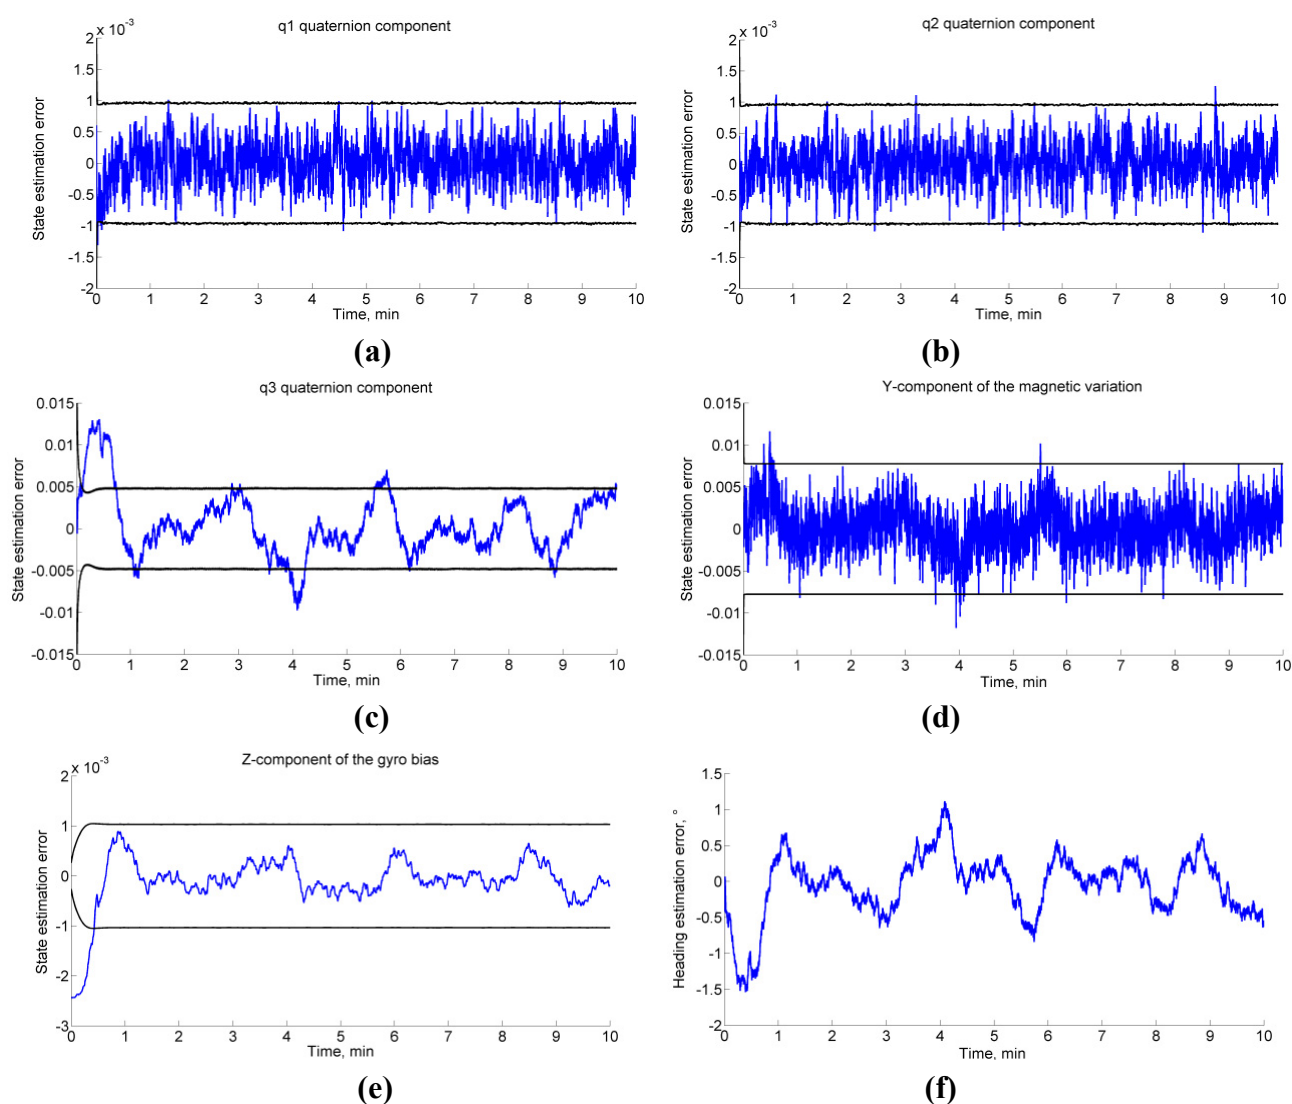 q1 quaternion component
x 10⁻³
State estimation error
2
1.5
1
0.5
0
-0.5
-1
-1.5
-2
0 1 2 3 4 5 6 7 8 9 10
Time, min
(a)
q2 quaternion component
x 10⁻³
State estimation error
2
1.5
1
0.5
0
-0.5
-1
-1.5
-2
0 1 2 3 4 5 6 7 8 9 10
Time, min
(b)
q3 quaternion component
State estimation error
0.015
0.01
0.005
0
-0.005
-0.01
-0.015
0 1 2 3 4 5 6 7 8 9 10
Time, min
(c)
Y-component of the magnetic variation
State estimation error
0.015
0.01
0.005
0
-0.005
-0.01
-0.015
0 1 2 3 4 5 6 7 8 9 10
Time, min
(d)
Z-component of the gyro bias
x 10⁻³
State estimation error
2
1
0
-1
-2
-3
0 1 2 3 4 5 6 7 8 9 10
Time, min
(e)
Heading estimation error, °
1.5
1
0.5
0
-0.5
-1
-1.5
-2
0 1 2 3 4 5 6 7 8 9 10
Time, min
(f)